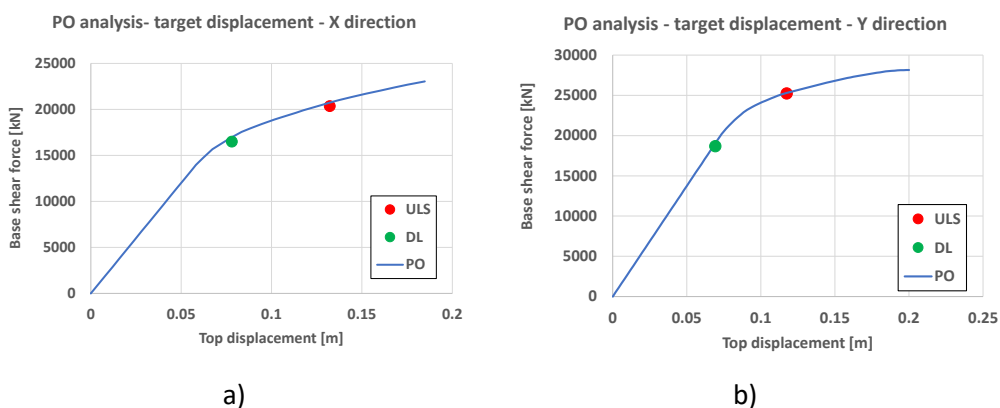 PO analysis- target displacement - X direction
Base shear force [kN]
25000
20000
15000
10000
5000
0
0 0.05 0.1 0.15 0.2
Top displacement [m]
ULS
DL
PO
a)
PO analysis - target displacement - Y direction
Base shear force [kN]
30000
25000
20000
15000
10000
5000
0
0 0.05 0.1 0.15 0.2 0.25
Top displacement [m]
ULS
DL
PO
b)